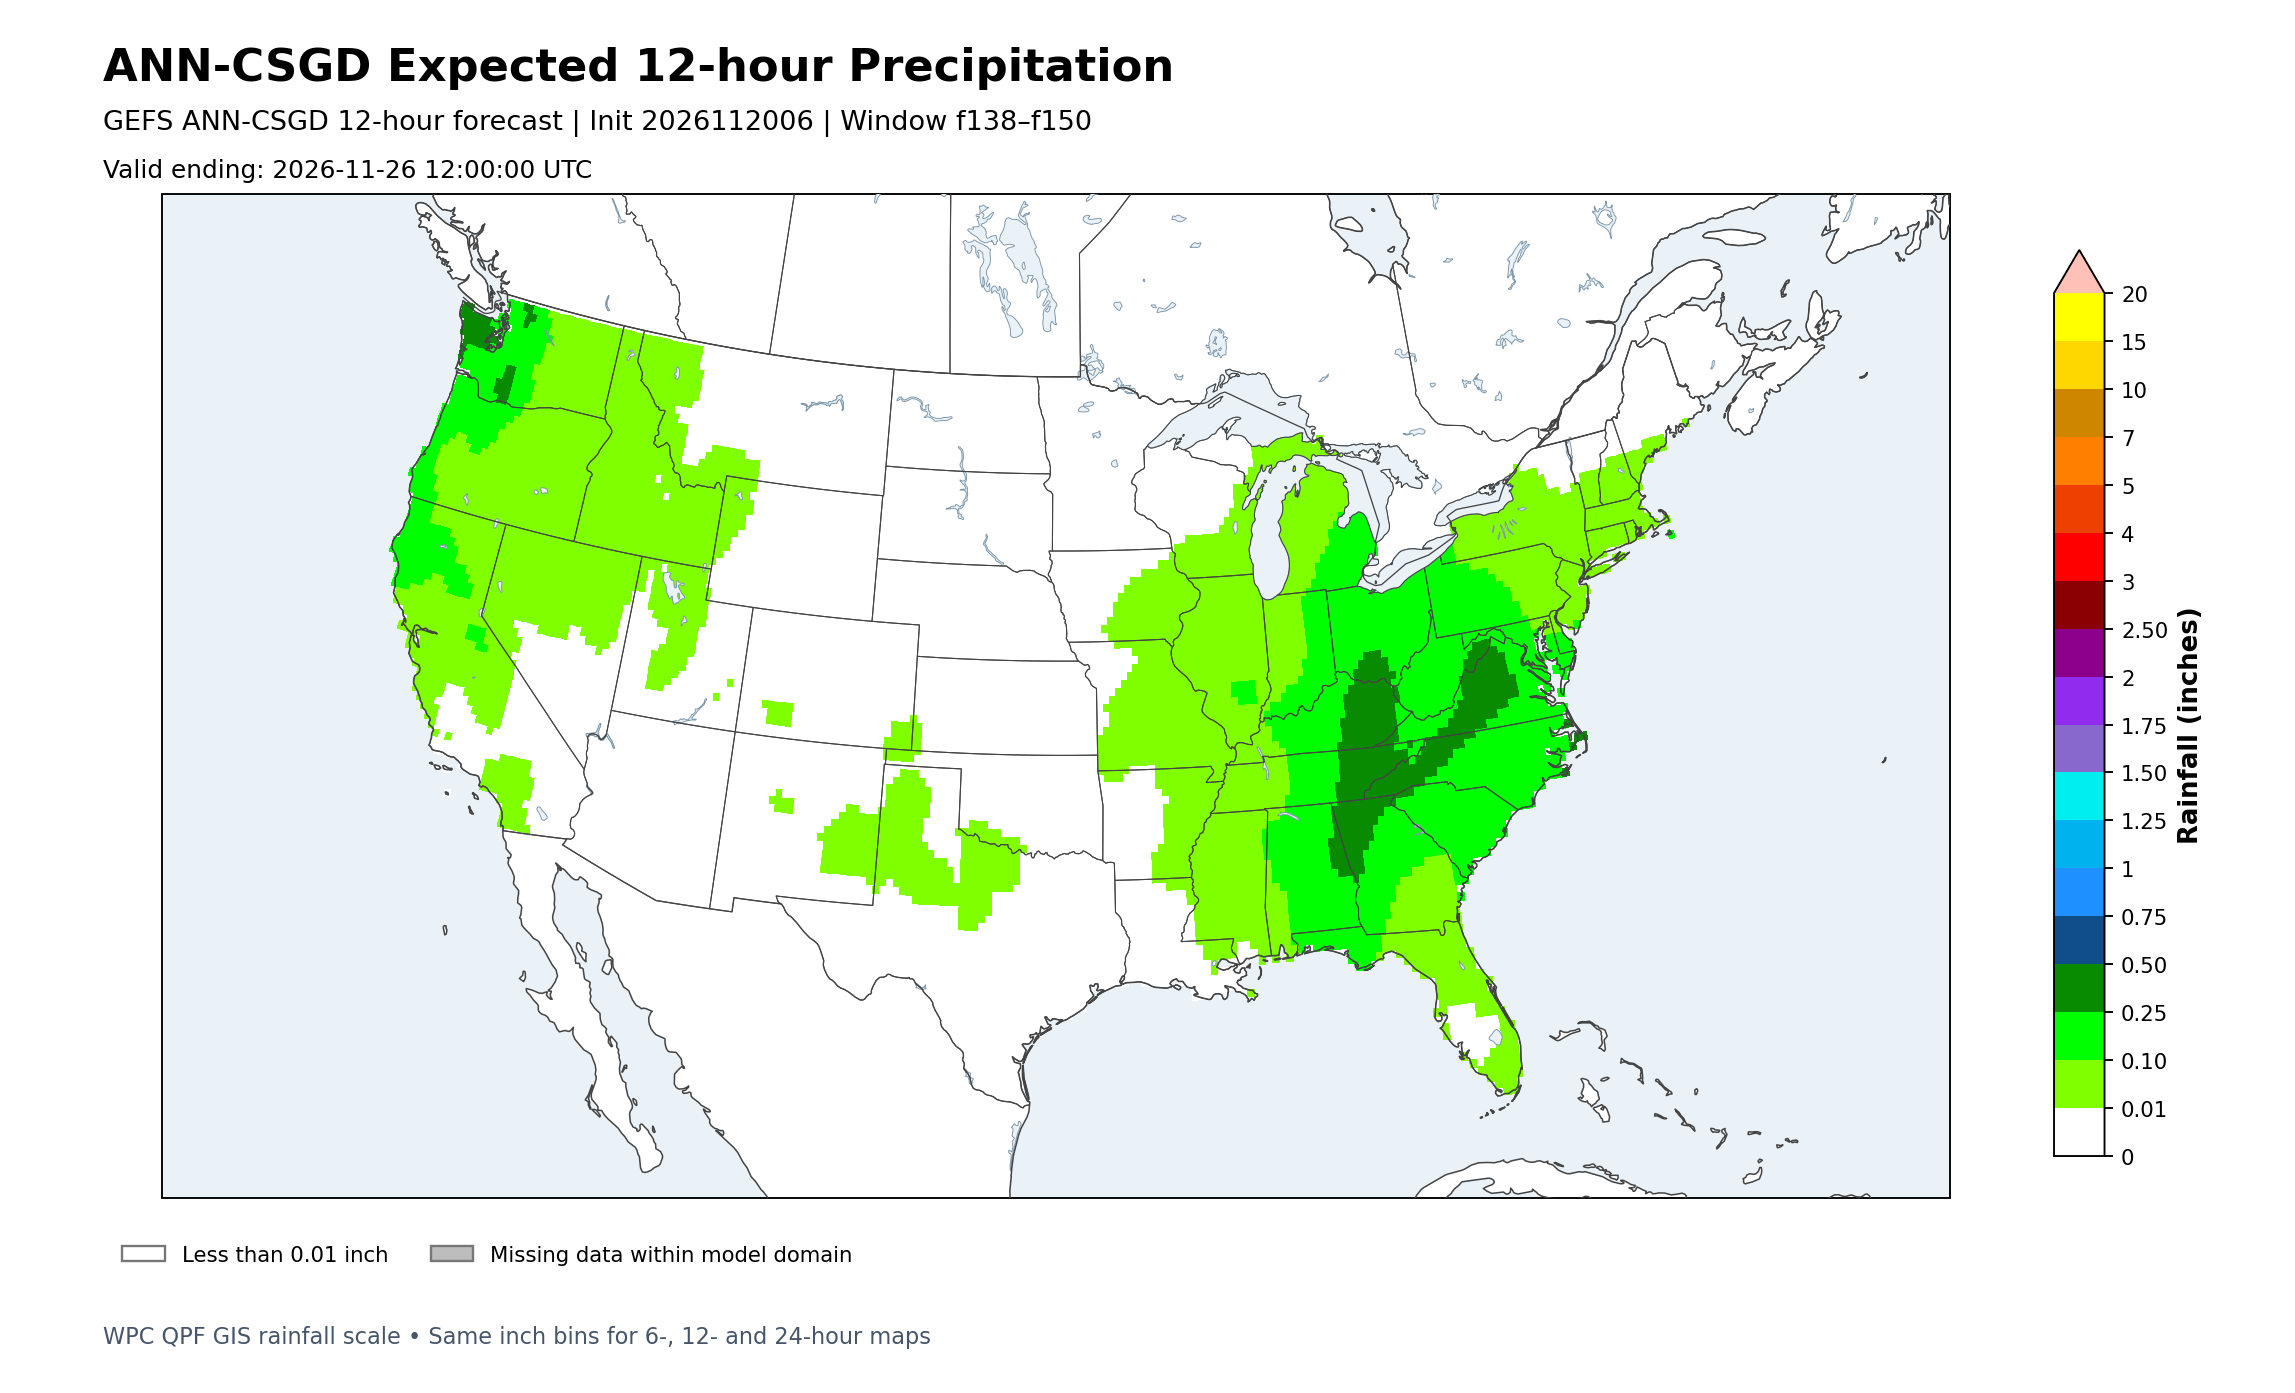 ANN-CSGD Expected 12-hour Precipitation
GEFS ANN-CSGD 12-hour forecast | Init 2026112006 | Window f138–f150
Valid ending: 2026-11-26 12:00:00 UTC
20
15
10
7
5
4
3
2.50
2
1.75
1.50
1.25
1
0.75
0.50
0.25
0.10
0.01
0
Rainfall (inches)
Less than 0.01 inch
Missing data within model domain
WPC QPF GIS rainfall scale • Same inch bins for 6-, 12- and 24-hour maps